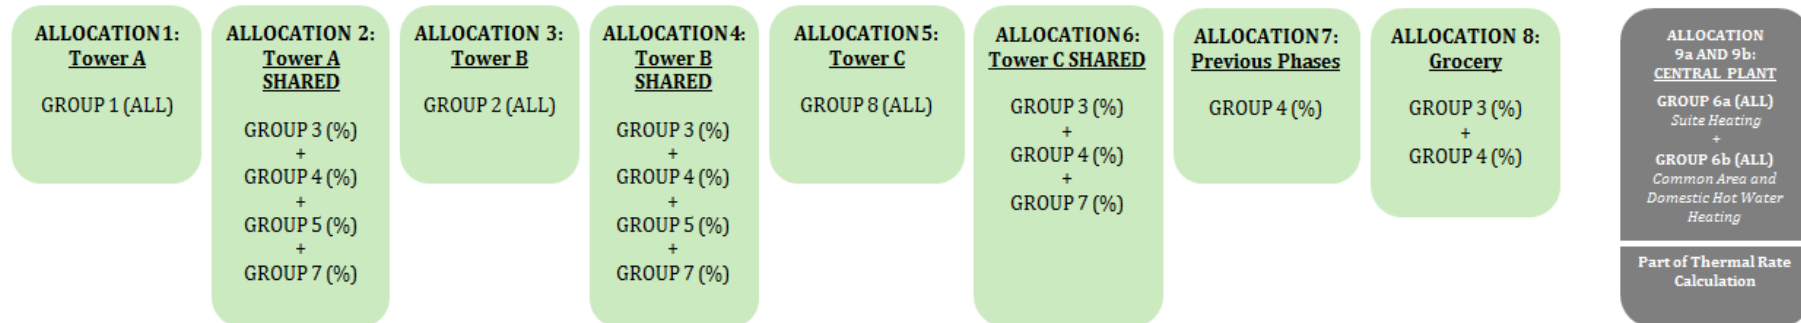 ALLOCATION 1:
Tower A
GROUP 1 (ALL)
ALLOCATION 2:
Tower A
SHARED
GROUP 3 (%)
+
GROUP 4 (%)
+
GROUP 5 (%)
+
GROUP 7 (%)
ALLOCATION 3:
Tower B
GROUP 2 (ALL)
ALLOCATION 4:
Tower B
SHARED
GROUP 3 (%)
+
GROUP 4 (%)
+
GROUP 5 (%)
+
GROUP 7 (%)
ALLOCATION 5:
Tower C
GROUP 8 (ALL)
ALLOCATION 6:
Tower C SHARED
GROUP 3 (%)
+
GROUP 4 (%)
+
GROUP 7 (%)
ALLOCATION 7:
Previous Phases
GROUP 4 (%)
ALLOCATION 8:
Grocery
GROUP 3 (%)
+
GROUP 4 (%)
ALLOCATION
9a AND 9b:
CENTRAL PLANT
GROUP 6a (ALL)
Suite Heating
+
GROUP 6b (ALL)
Common Area and
Domestic Hot Water
Heating
Part of Thermal Rate
Calculation